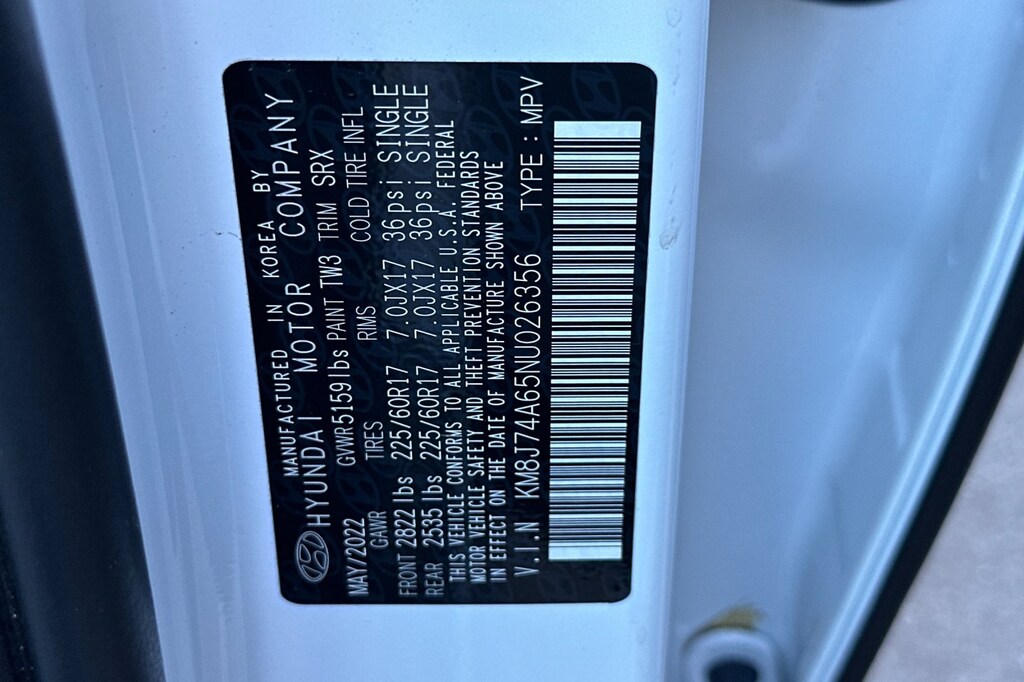 MANUFACTURED IN KOREA BY
HYUNDAI MOTOR COMPANY
MAY/2022 GVWR 5159lbs PAINT TW3 TRIM SRX
GAWR TIRES RIMS COLD TIRE INFL
FRONT 2822 lbs 225/60R17 7.0JX17 36psi SINGLE
REAR 2535 lbs 225/60R17 7.0JX17 36psi SINGLE
THIS VEHICLE CONFORMS TO ALL APPLICABLE U.S.A. FEDERAL
MOTOR VEHICLE SAFETY AND THEFT PREVENTION STANDARDS
IN EFFECT ON THE DATE OF MANUFACTURE SHOWN ABOVE
V.I.N KM8J74A65NU026356 TYPE : MPV